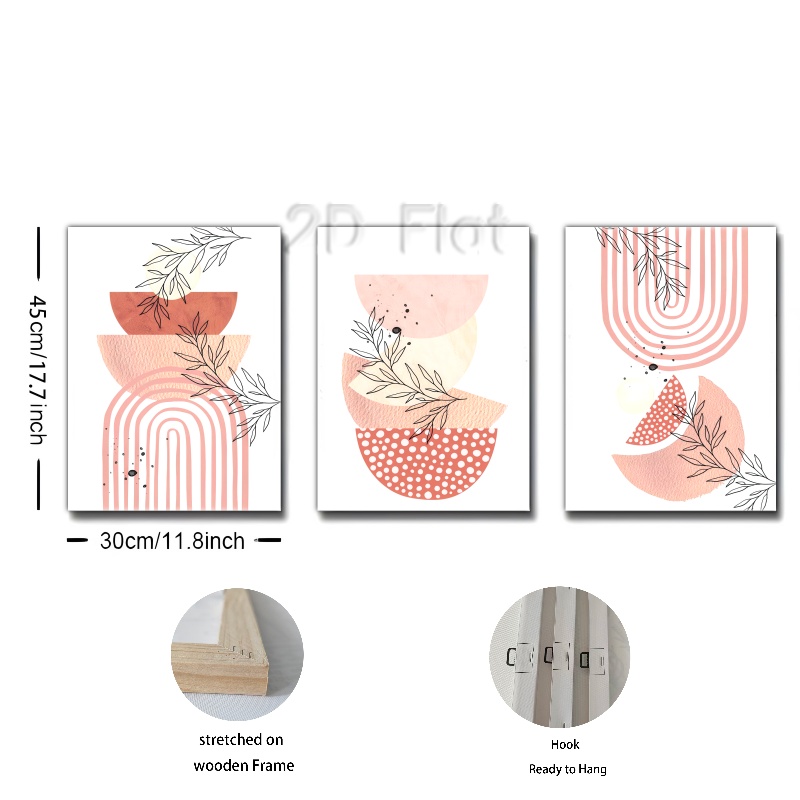 2D Flat
45cm/17.7inch
30cm/11.8inch
stretched on
wooden Frame
Hook
Ready to Hang